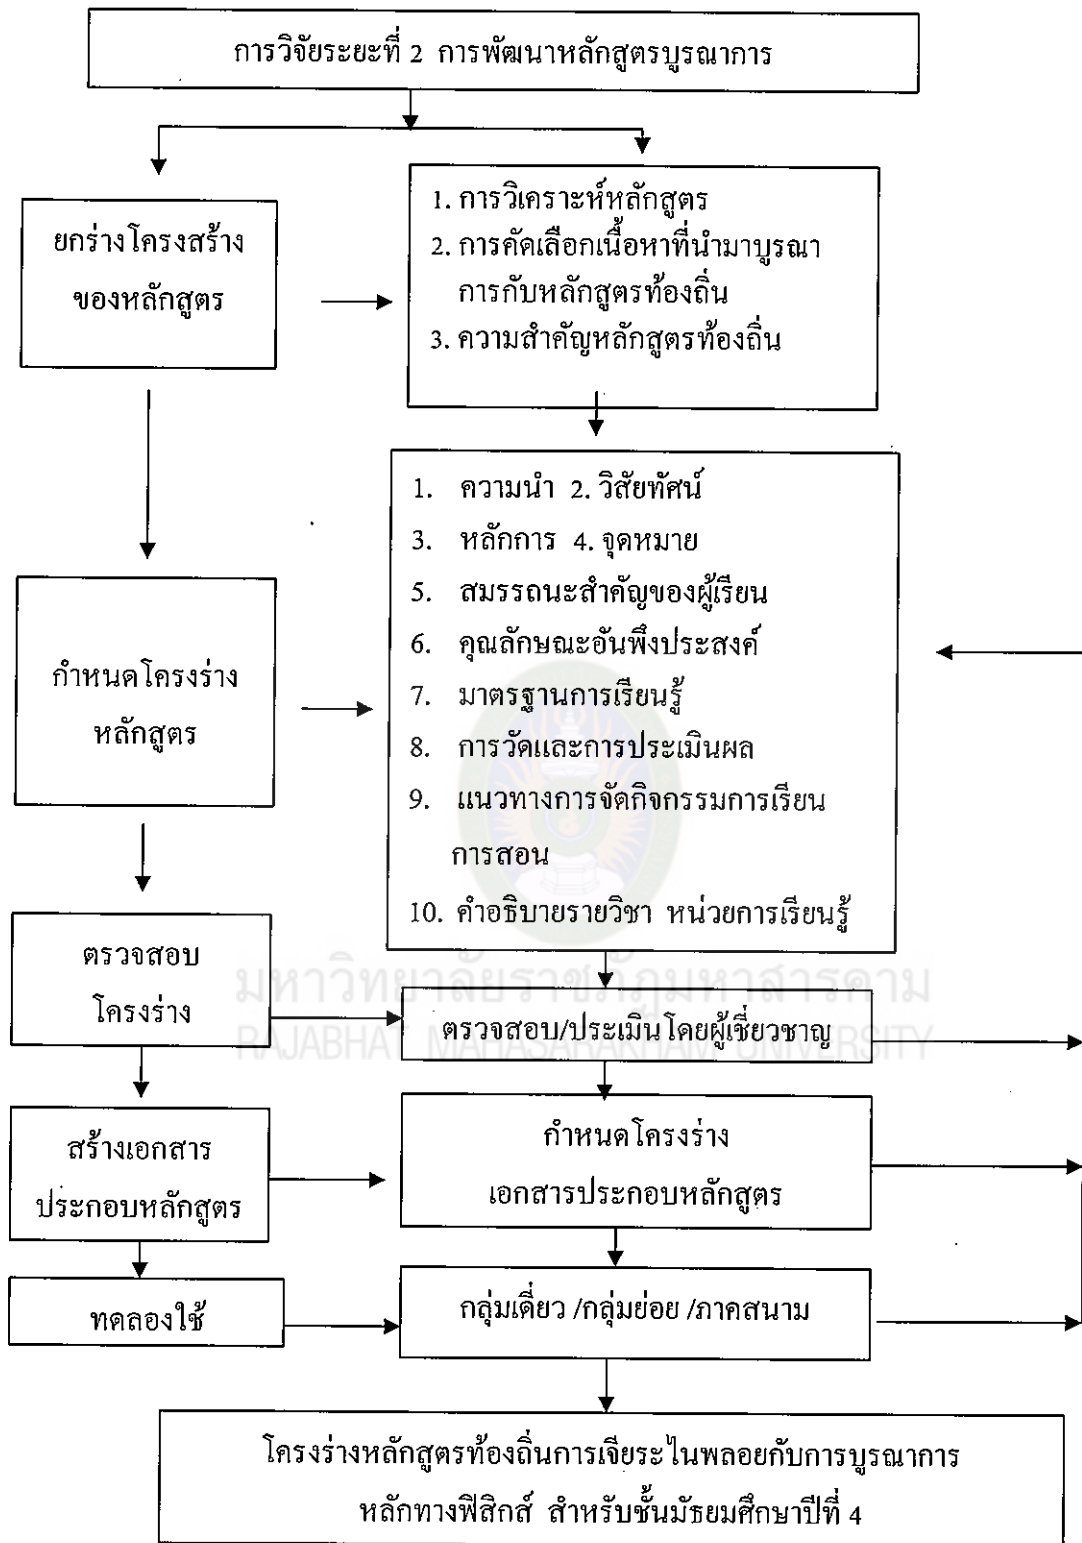 การวิจัยระยะที่ 2 การพัฒนาหลักสูตรบูรณาการ
ยกร่างโครงสร้าง
ของหลักสูตร
1. การวิเคราะห์หลักสูตร
2. การคัดเลือกเนื้อหาที่นำมาบูรณา
การกับหลักสูตรท้องถิ่น
3. ความสำคัญหลักสูตรท้องถิ่น
กำหนดโครงร่าง
หลักสูตร
1. ความนำ 2. วิสัยทัศน์
3. หลักการ 4. จุดหมาย
5. สมรรถนะสำคัญของผู้เรียน
6. คุณลักษณะอันพึงประสงค์
7. มาตรฐานการเรียนรู้
8. การวัดและการประเมินผล
9. แนวทางการจัดกิจกรรมการเรียน
การสอน
10. คำอธิบายรายวิชา หน่วยการเรียนรู้
ตรวจสอบ
โครงร่าง
มหาวิทยาลัยราชภัฏมหาสารคาม
RAJABHAT MAHASARAKHAM UNIVERSITY
ตรวจสอบ/ประเมินโดยผู้เชี่ยวชาญ
สร้างเอกสาร
ประกอบหลักสูตร
กำหนดโครงร่าง
เอกสารประกอบหลักสูตร
ทดลองใช้
กลุ่มเดี่ยว /กลุ่มย่อย /ภาคสนาม
โครงร่างหลักสูตรท้องถิ่นการเจียระไนพลอยกับการบูรณาการ
หลักทางฟิสิกส์ สำหรับชั้นมัธยมศึกษาปีที่ 4